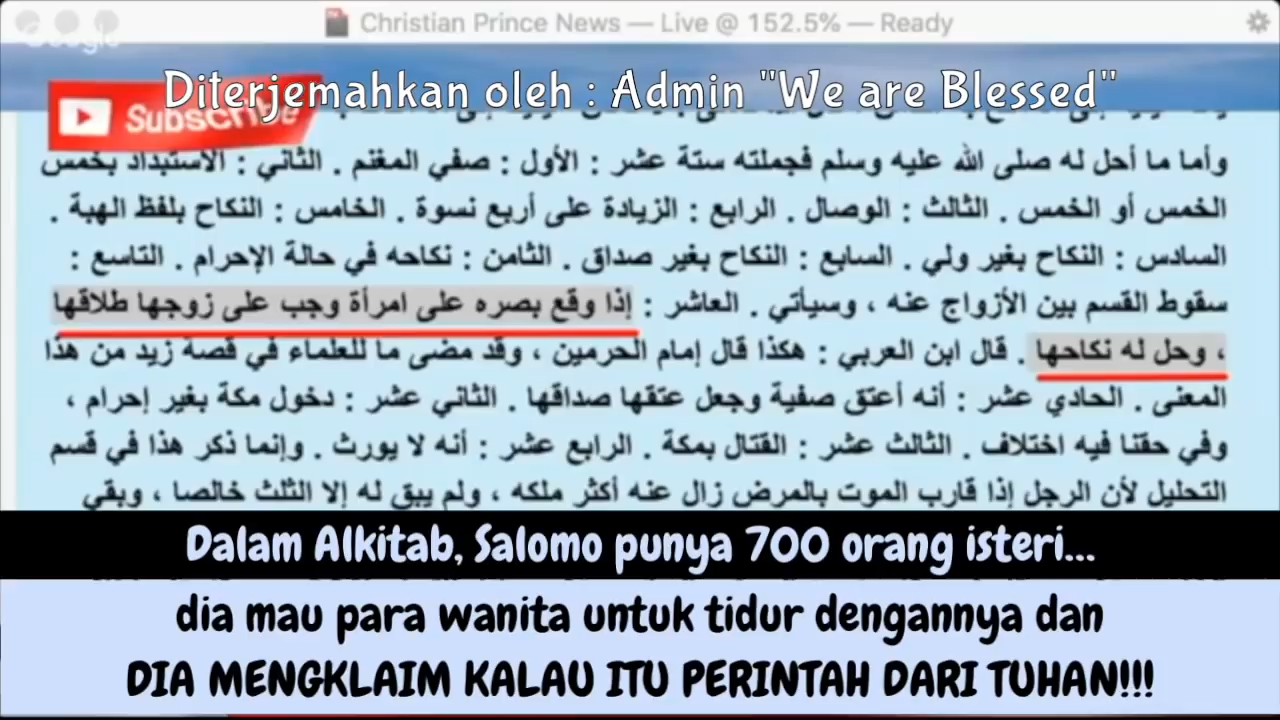 Christian Prince News — Live @ 152.5% — Ready
Google
Diterjemahkan oleh : Admin "We are Blessed"
Subscribe
وأما ما أحل له صلى الله عليه وسلم فجملته ستة عشر : الأول : صفي المغنم . الثاني : الاستبداد بخمس
الخمس أو الخمس . الثالث : الوصال . الرابع : الزيادة على أربع نسوة . الخامس : النكاح بلفظ الهبة .
السادس : النكاح بغير ولي . السابع : النكاح بغير صداق . الثامن : نكاحه في حالة الإحرام . التاسع :
سقوط القسم بين الأزواج عنه ، وسيأتي . العاشر : إذا وقع بصره على امرأة وجب على زوجها طلاقها
، وحل له نكاحها . قال ابن العربي : هكذا قال إمام الحرمين ، وقد مضى ما للعلماء في قصة زيد من هذا
المعنى . الحادي عشر : أنه أعتق صفية وجعل عتقها صداقها . الثاني عشر : دخول مكة بغير إحرام ،
وفي حقنا فيه اختلاف . الثالث عشر : القتال بمكة . الرابع عشر : أنه لا يورث . وإنما ذكر هذا في قسم
التحليل لأن الرجل إذا قارب الموت بالمرض زال عنه أكثر ملكه ، ولم يبق له إلا الثلث خالصا ، وبقي
Dalam Alkitab, Salomo punya 700 orang isteri...
dia mau para wanita untuk tidur dengannya dan
DIA MENGKLAIM KALAU ITU PERINTAH DARI TUHAN!!!